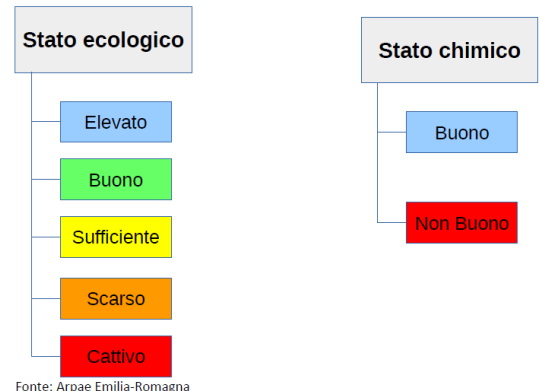 Stato ecologico
Elevato
Buono
Sufficiente
Scarso
Cattivo
Fonte: Arpae Emilia-Romagna
Stato chimico
Buono
Non Buono